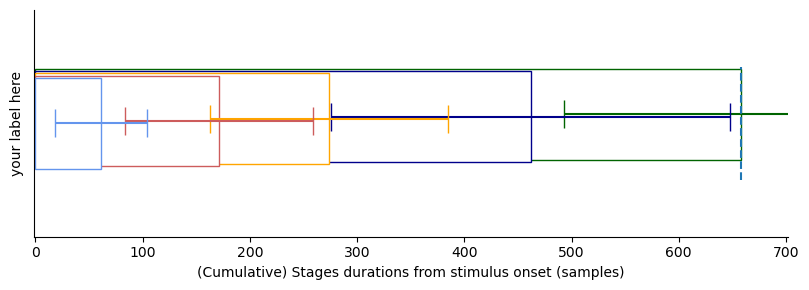 your label here
0 100 200 300 400 500 600 700
(Cumulative) Stages durations from stimulus onset (samples)